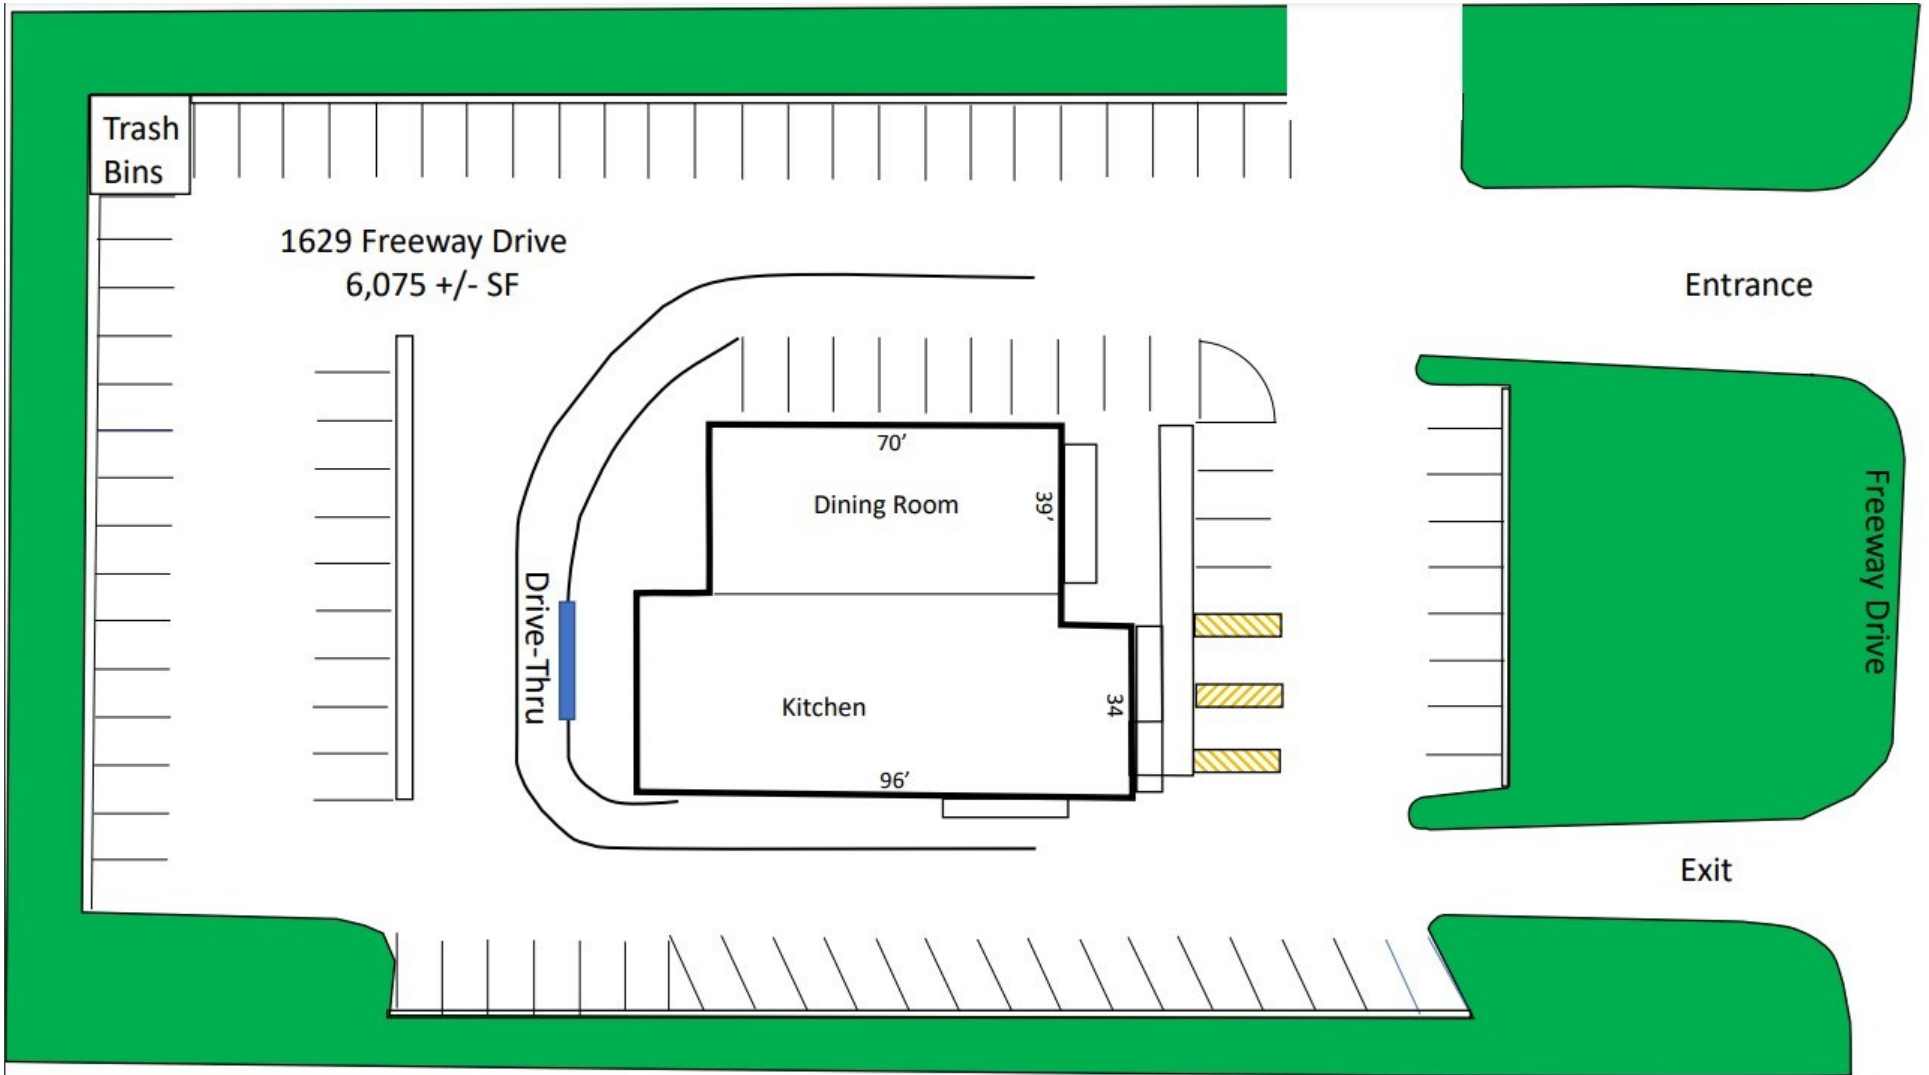 Trash
Bins
1629 Freeway Drive
6,075 +/- SF
Entrance
70’
Dining Room
39’
Freeway Drive
Drive-Thru
Kitchen
34
96’
Exit